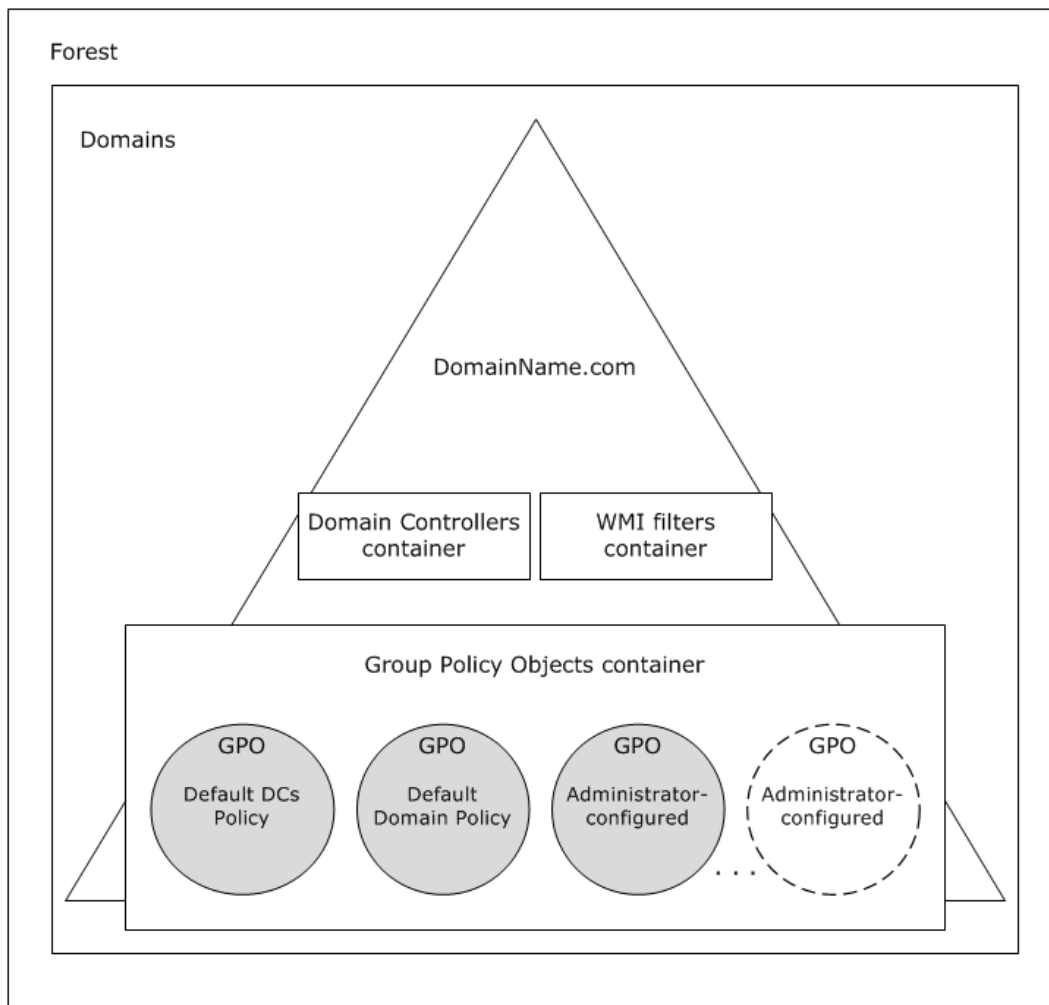 Forest
Domains
DomainName.com
Domain Controllers
container
WMI filters
container
Group Policy Objects container
GPO
Default DCs
Policy
GPO
Default
Domain Policy
GPO
Administrator-
configured
. . .
GPO
Administrator-
configured